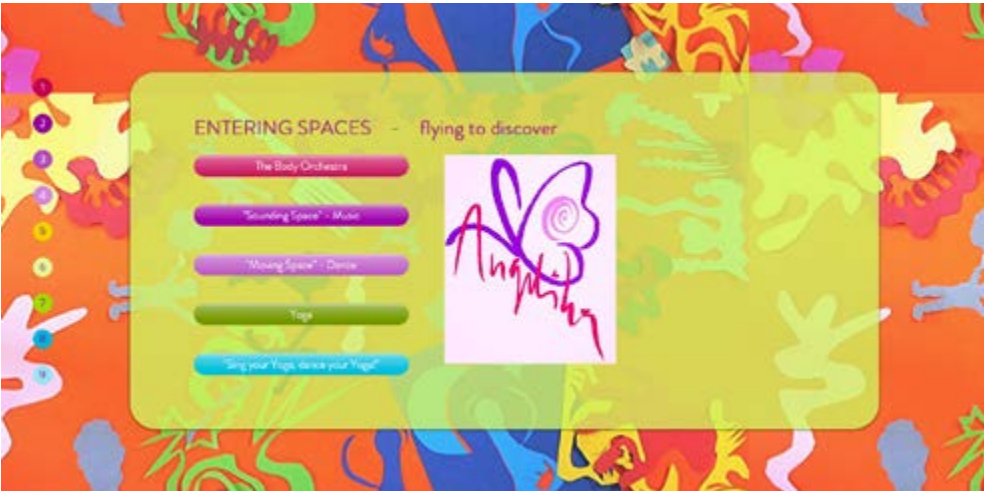 1
2
3
4
5
6
7
8
9
ENTERING SPACES - flying to discover
The Body Orchestra
"Sounding Space" - Music
"Moving Space" - Dance
Yoga
"Sing your Yoga, dance your Yoga!"
Angelika